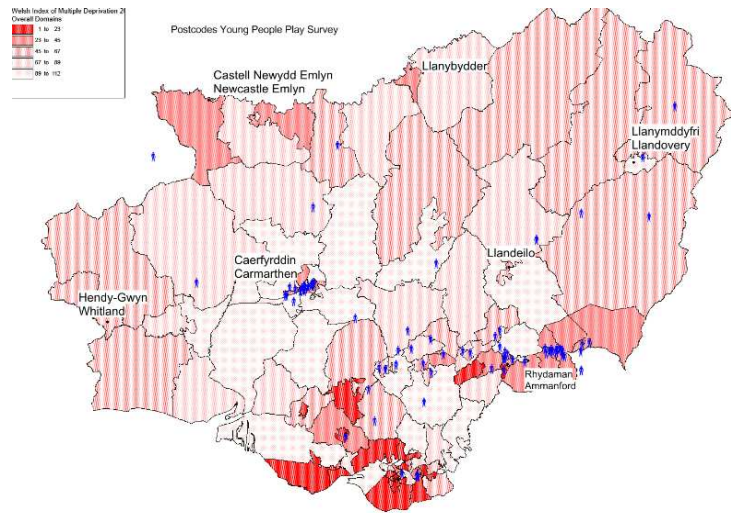 Welsh Index of Multiple Deprivation 2
Overall Domains
1 to 23
23 to 45
45 to 67
67 to 89
89 to 112
Postcodes Young People Play Survey
Llanybydder
Castell Newydd Emlyn
Newcastle Emlyn
Llanymddyfri
Llandovery
Caerfyrddin
Carmarthen
Llandeilo
Hendy-Gwyn
Whitland
Rhydaman
Ammanford